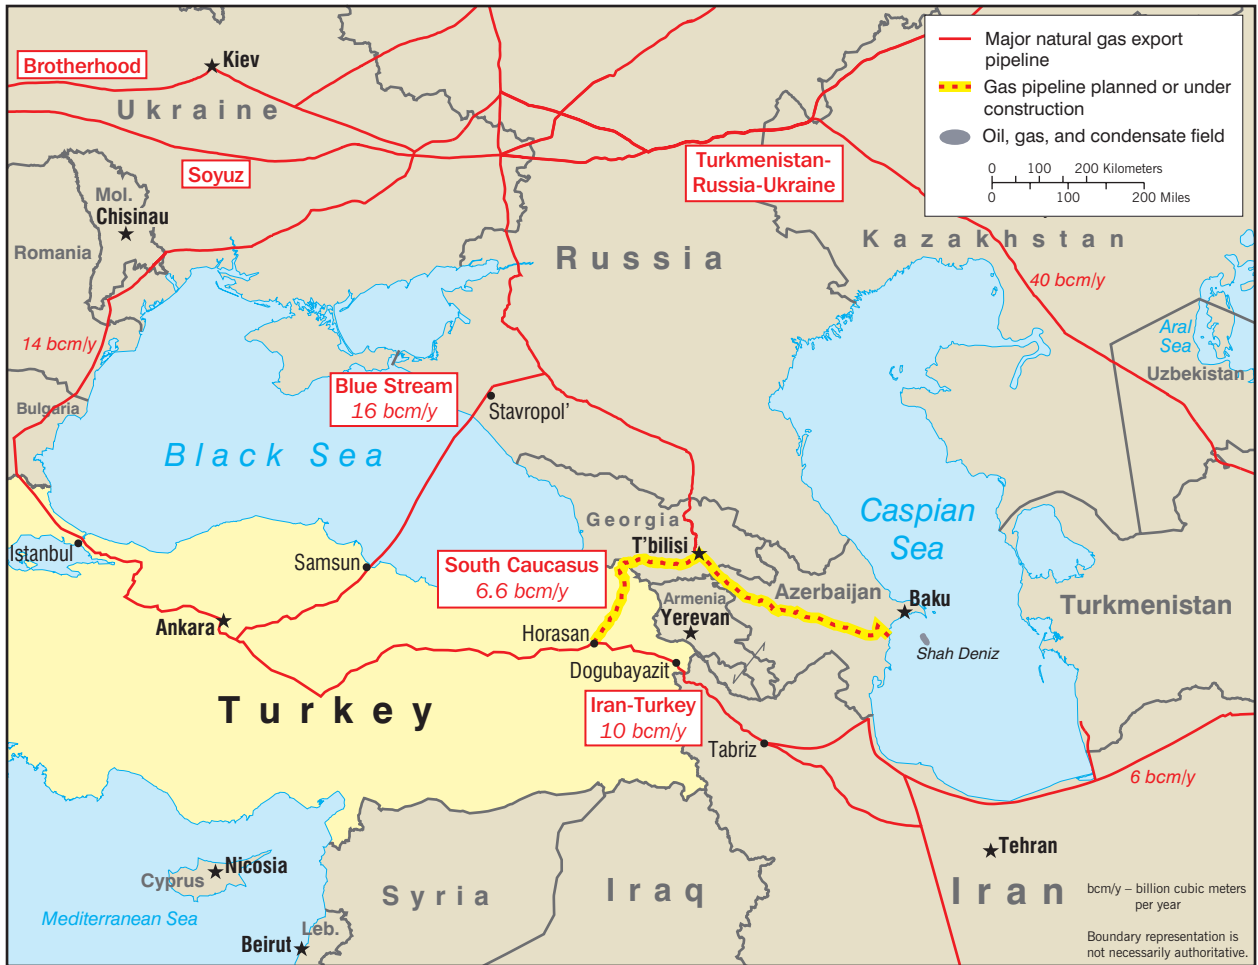 Major natural gas export
pipeline
Gas pipeline planned or under
construction
Oil, gas, and condensate field
0 100 200 Kilometers
0 100 200 Miles
Brotherhood
Kiev
Ukraine
Soyuz
Turkmenistan-
Russia-Ukraine
Mol.
Chisinau
Romania
Russia
Kazakhstan
40 bcm/y
14 bcm/y
Aral
Sea
Uzbekistan
Bulgaria
Blue Stream
16 bcm/y
Stavropol'
Black Sea
Caspian
Sea
Georgia
T'bilisi
Istanbul
Samsun
South Caucasus
6.6 bcm/y
Armenia
Yerevan
Azerbaijan
Baku
Turkmenistan
Ankara
Horasan
Shah Deniz
Dogubayazit
Turkey
Iran-Turkey
10 bcm/y
Tabriz
6 bcm/y
Tehran
Nicosia
Cyprus
Syria
Iraq
Iran
Mediterranean Sea
Leb.
Beirut
bcm/y – billion cubic meters
per year
Boundary representation is
not necessarily authoritative.